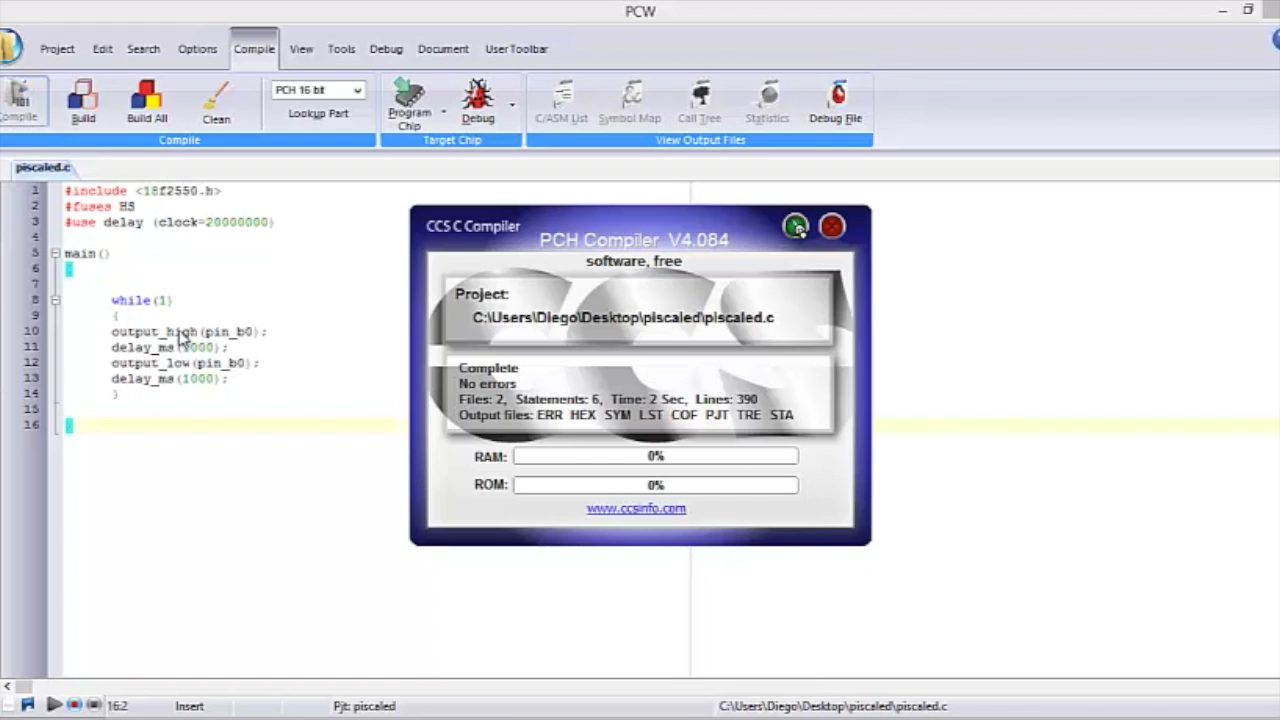 PCW
Project Edit Search Options Compile View Tools Debug Document User Toolbar
Compile Build Build All Clean PCH 16 bit Lookup Part Program Chip Debug C/ASM List Symbol Map Call Tree Statistics Debug File
Compile Target Chip View Output Files
piscaled.c
1 #include <18f2550.h>
2 #fuses HS
3 #use delay (clock=20000000)
4
5 main()
6
7
8 while(1)
9 {
10 output_high(pin_b0);
11 delay_ms(1000);
12 output_low(pin_b0);
13 delay_ms(1000);
14 }
15
16
CCS C Compiler
PCH Compiler V4.084
software, free
Project:
C:\Users\Diego\Desktop\piscaled\piscaled.c
Complete
No errors
Files: 2, Statements: 6, Time: 2 Sec, Lines: 390
Output files: ERR HEX SYM LST COF PJT TRE STA
RAM: 0%
ROM: 0%
www.ccsinfo.com
16:2 Insert Pjt: piscaled C:\Users\Diego\Desktop\piscaled\piscaled.c